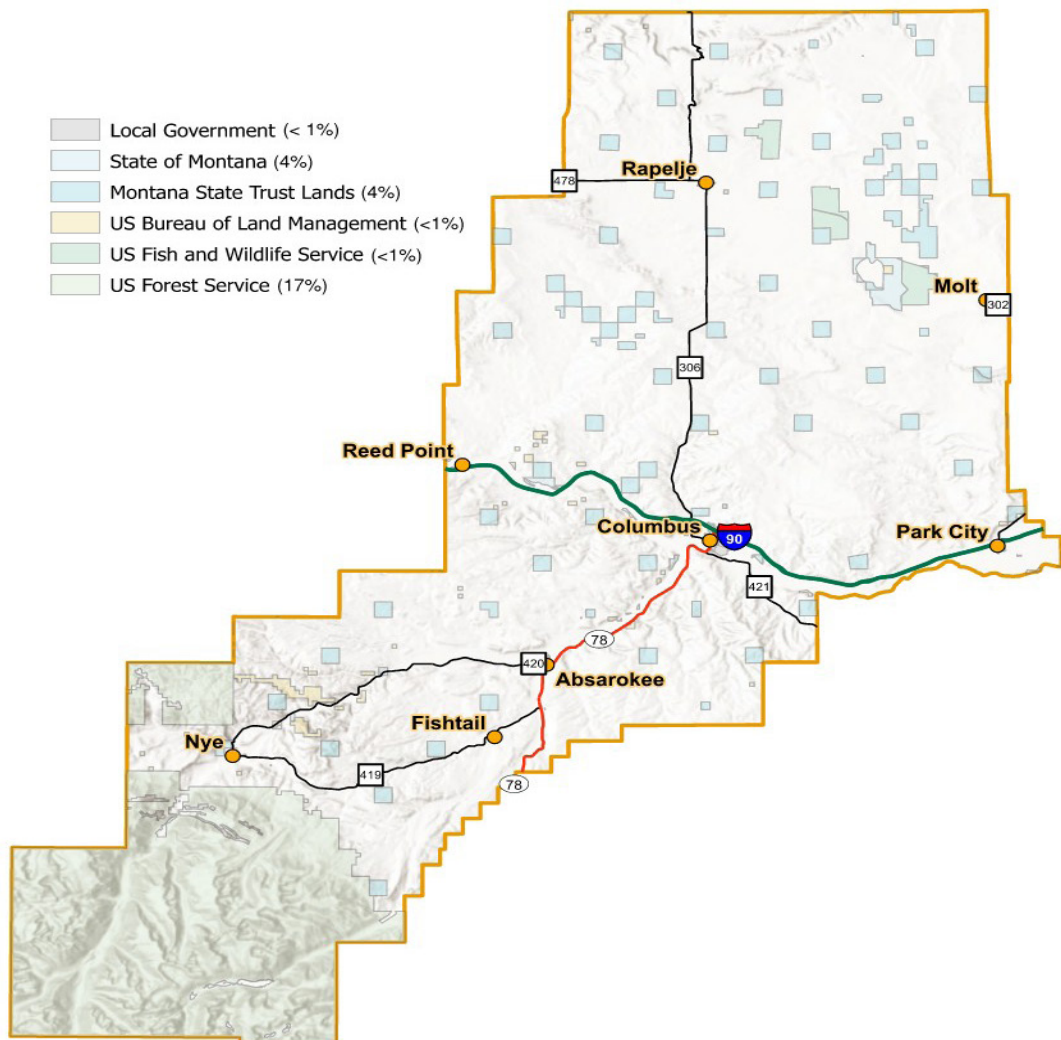 Local Government (< 1%)
State of Montana (4%)
Montana State Trust Lands (4%)
US Bureau of Land Management (<1%)
US Fish and Wildlife Service (<1%)
US Forest Service (17%)
Rapelje
478
Molt
302
306
Reed Point
Columbus
90
Park City
421
78
420
Absarokee
Fishtail
Nye
419
78